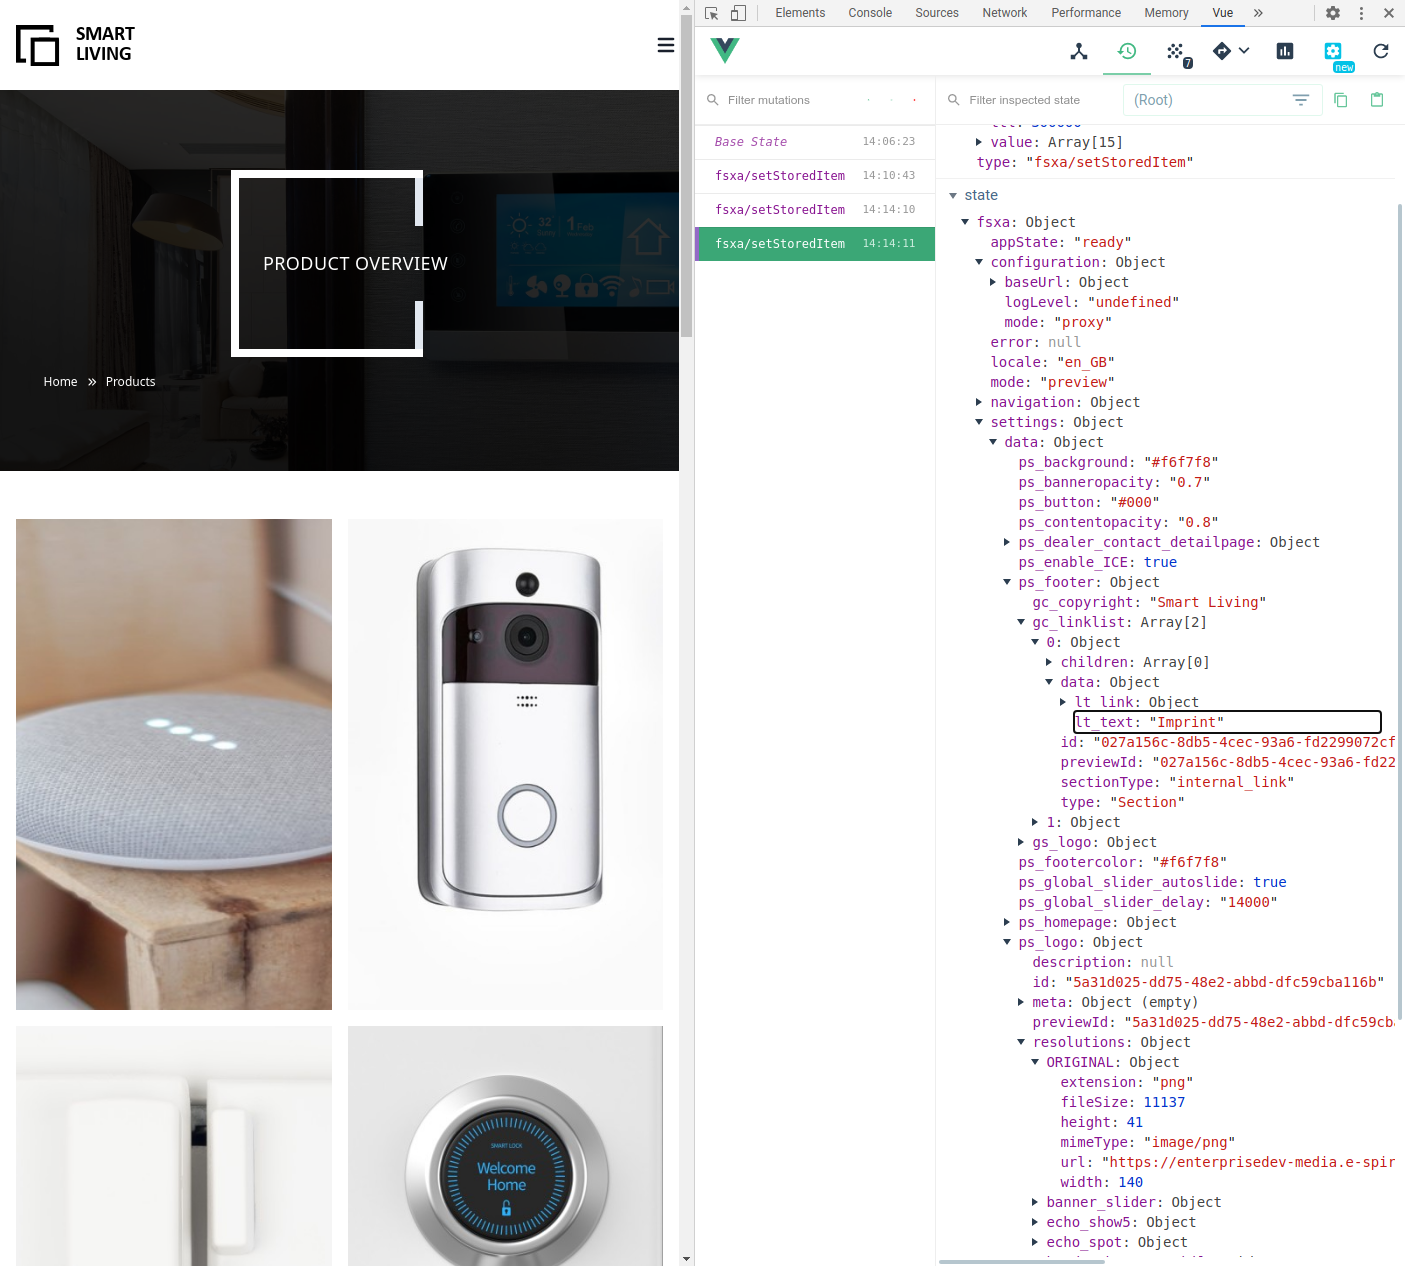 SMART
LIVING
PRODUCT OVERVIEW
32
1 Feb
Home » Products
SMART LOCK
Welcome
Home
Elements Console Sources Network Performance Memory Vue »
7
new
Filter mutations
Filter inspected state
(Root)
Base State 14:06:23
fsxa/setStoredItem 14:10:43
fsxa/setStoredItem 14:14:10
fsxa/setStoredItem 14:14:11
value: Array[15]
type: "fsxa/setStoredItem"
state
fsxa: Object
appState: "ready"
configuration: Object
baseUrl: Object
logLevel: "undefined"
mode: "proxy"
error: null
locale: "en_GB"
mode: "preview"
navigation: Object
settings: Object
data: Object
ps_background: "#f6f7f8"
ps_banneropacity: "0.7"
ps_button: "#000"
ps_contentopacity: "0.8"
ps_dealer_contact_detailpage: Object
ps_enable_ICE: true
ps_footer: Object
gc_copyright: "Smart Living"
gc_linklist: Array[2]
0: Object
children: Array[0]
data: Object
lt_link: Object
lt_text: "Imprint"
id: "027a156c-8db5-4cec-93a6-fd2299072cf
previewId: "027a156c-8db5-4cec-93a6-fd22
sectionType: "internal_link"
type: "Section"
1: Object
gs_logo: Object
ps_footercolor: "#f6f7f8"
ps_global_slider_autoslide: true
ps_global_slider_delay: "14000"
ps_homepage: Object
ps_logo: Object
description: null
id: "5a31d025-dd75-48e2-abbd-dfc59cba116b"
meta: Object (empty)
previewId: "5a31d025-dd75-48e2-abbd-dfc59cb
resolutions: Object
ORIGINAL: Object
extension: "png"
fileSize: 11137
height: 41
mimeType: "image/png"
url: "https://enterprisedev-media.e-spir
width: 140
banner_slider: Object
echo_show5: Object
echo_spot: Object